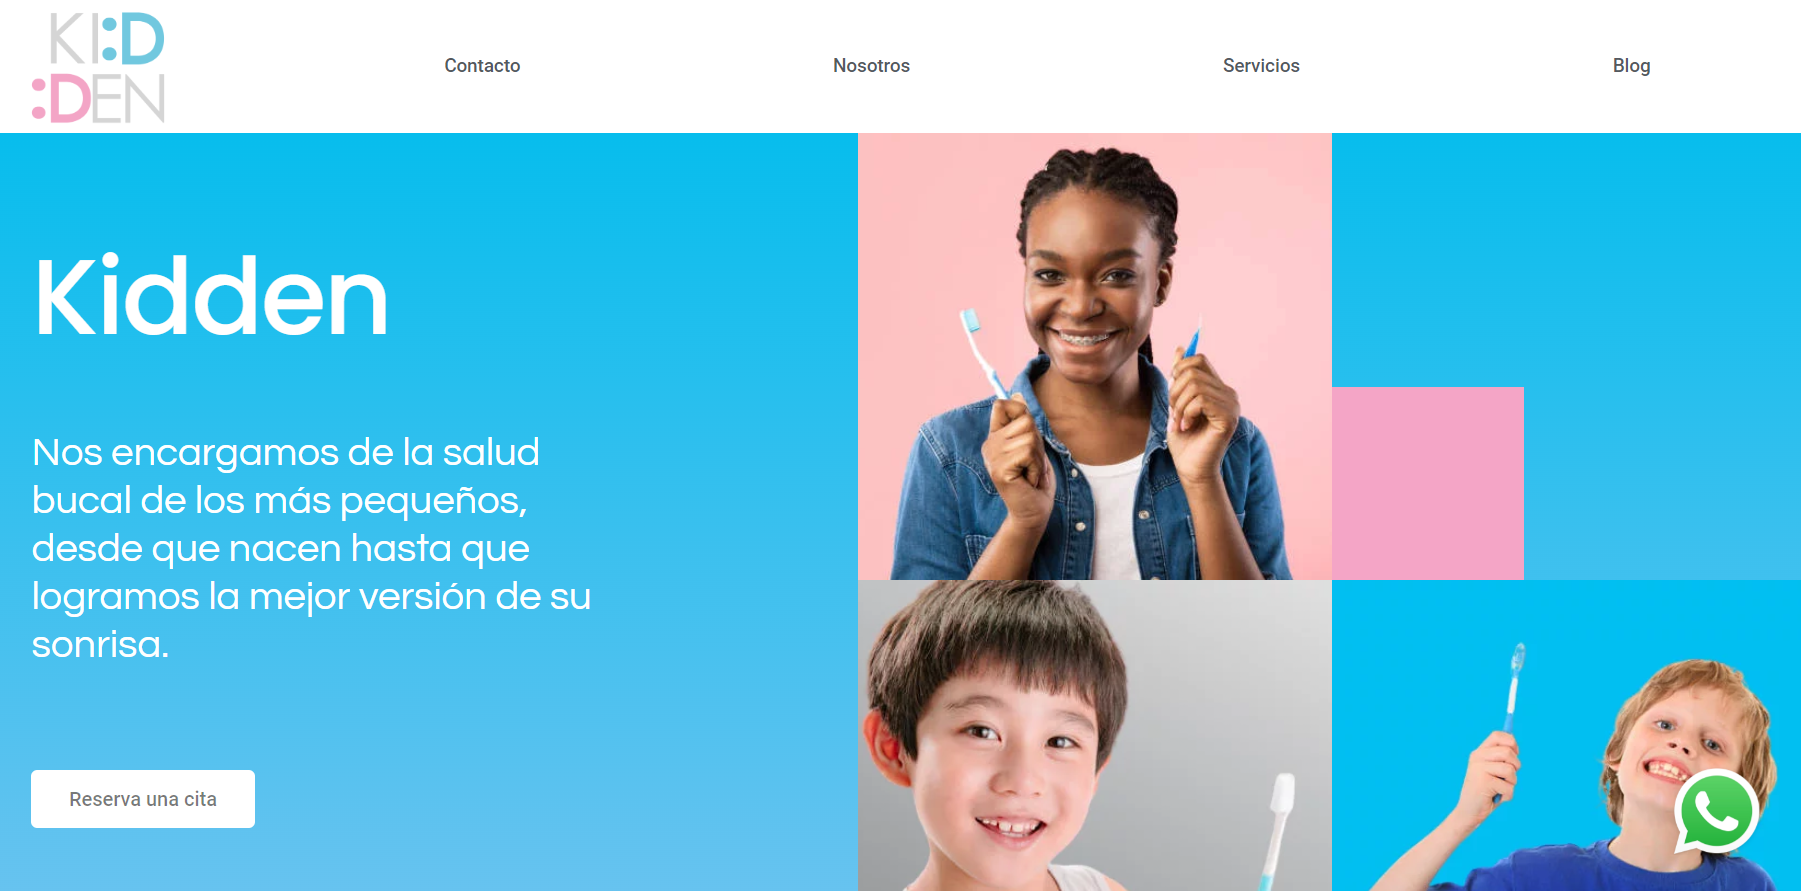 KI:D
:DEN
Contacto
Nosotros
Servicios
Blog
Kidden
Nos encargamos de la salud
bucal de los más pequeños,
desde que nacen hasta que
logramos la mejor versión de su
sonrisa.
Reserva una cita